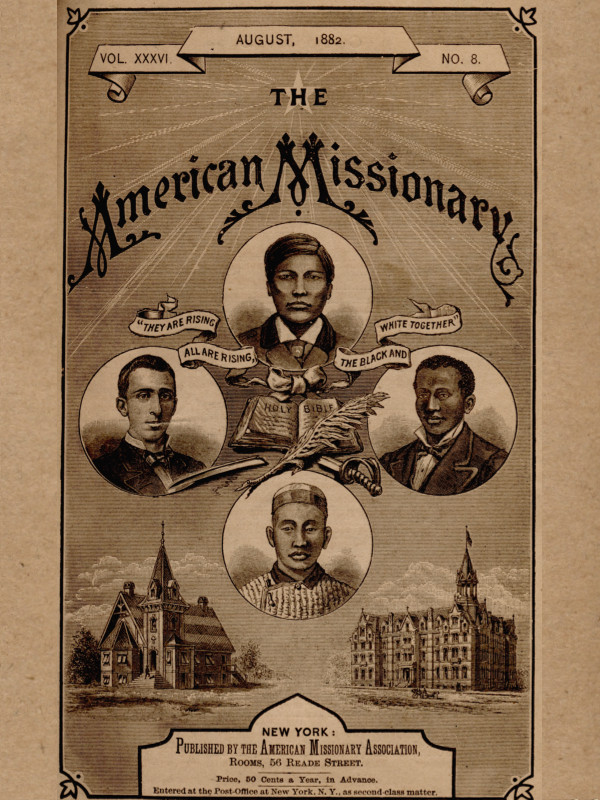 AUGUST, 1882.
VOL. XXXVI.
NO. 8.
THE
American Missionary
"THEY ARE RISING
ALL ARE RISING,
THE BLACK AND
WHITE TOGETHER"
HOLY BIBLE
NEW YORK:
PUBLISHED BY THE AMERICAN MISSIONARY ASSOCIATION,
ROOMS, 56 READE STREET.
Price, 50 Cents a Year, in Advance.
Entered at the Post-Office at New York, N. Y., as second-class matter.